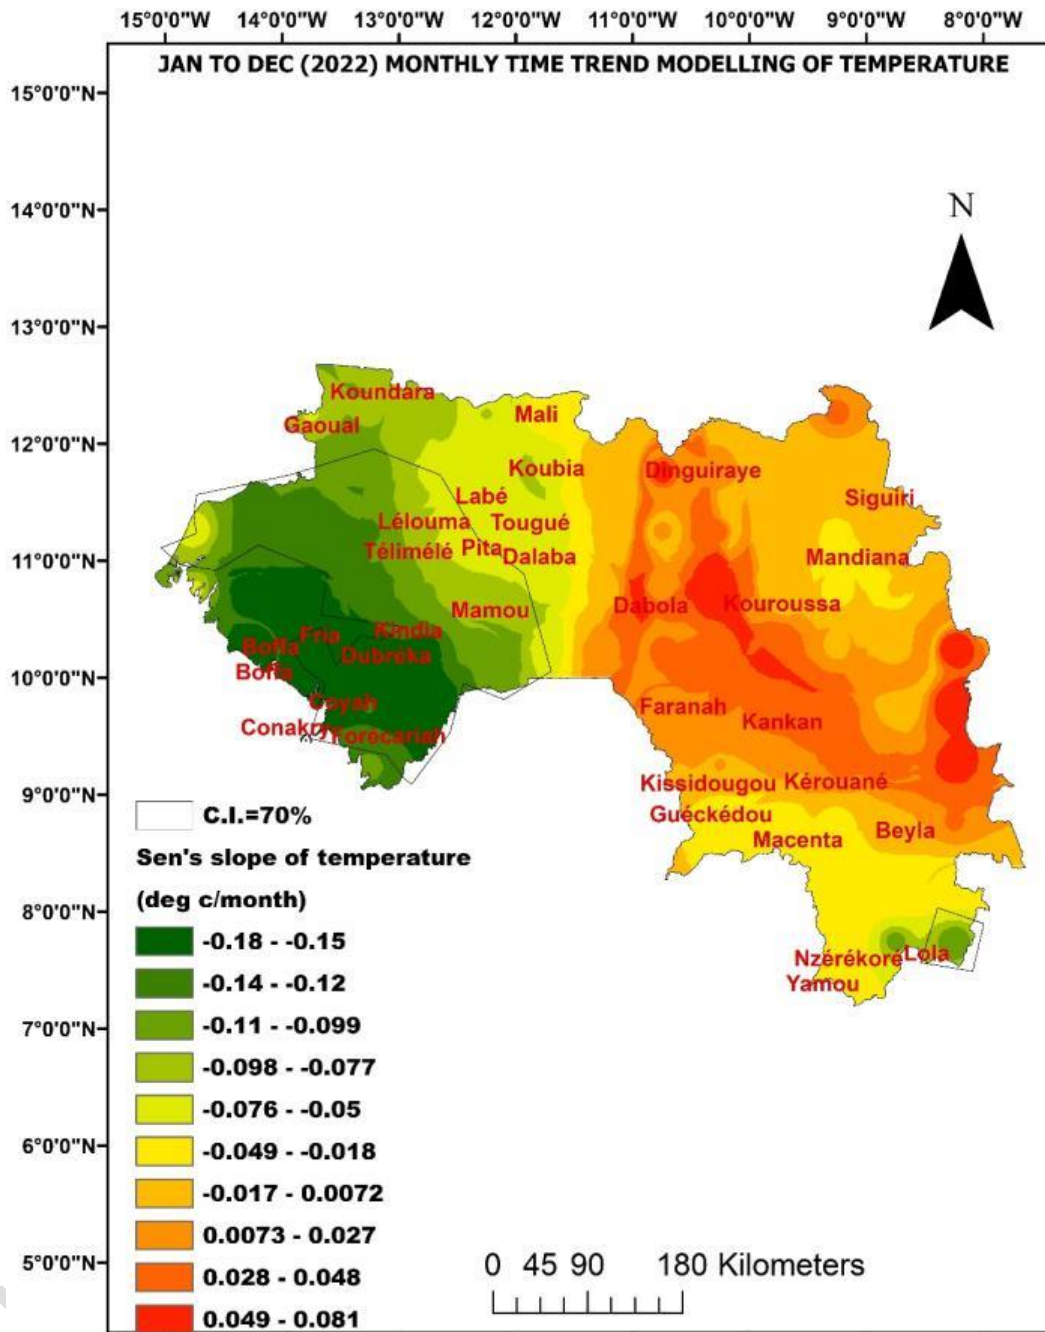 15°0'0"W 14°0'0"W 13°0'0"W 12°0'0"W 11°0'0"W 10°0'0"W 9°0'0"W 8°0'0"W
JAN TO DEC (2022) MONTHLY TIME TREND MODELLING OF TEMPERATURE
15°0'0"N
14°0'0"N
N
13°0'0"N
Koundara
Mali
Gaoual
12°0'0"N
Koubia
Dinguiraye
Labé
Siguiri
Lélouma
Tougué
Télimélé
Pita
Dalaba
Mandiana
11°0'0"N
Mamou
Dabola
Kouroussa
Fria
Kindia
Boffa
Dubréka
Boffa
10°0'0"N
Coyah
Faranah
Conakry
Forecariah
Kankan
Kissidougou
Kérouané
9°0'0"N
C.I.=70%
Guéckédou
Macenta
Beyla
Sen's slope of temperature
(deg c/month)
8°0'0"N
-0.18 - -0.15
Nzérékoré
Lola
-0.14 - -0.12
Yamou
-0.11 - -0.099
7°0'0"N
-0.098 - -0.077
-0.076 - -0.05
6°0'0"N
-0.049 - -0.018
-0.017 - 0.0072
0.0073 - 0.027
5°0'0"N
0.028 - 0.048
0.049 - 0.081
0 45 90 180 Kilometers